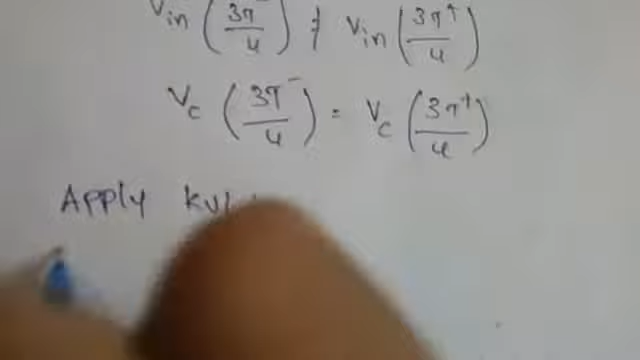 Vin (3π⁻/4) ≠ Vin (3π⁺/4)
Vc (3π⁻/4) = Vc (3π⁺/4)
Apply